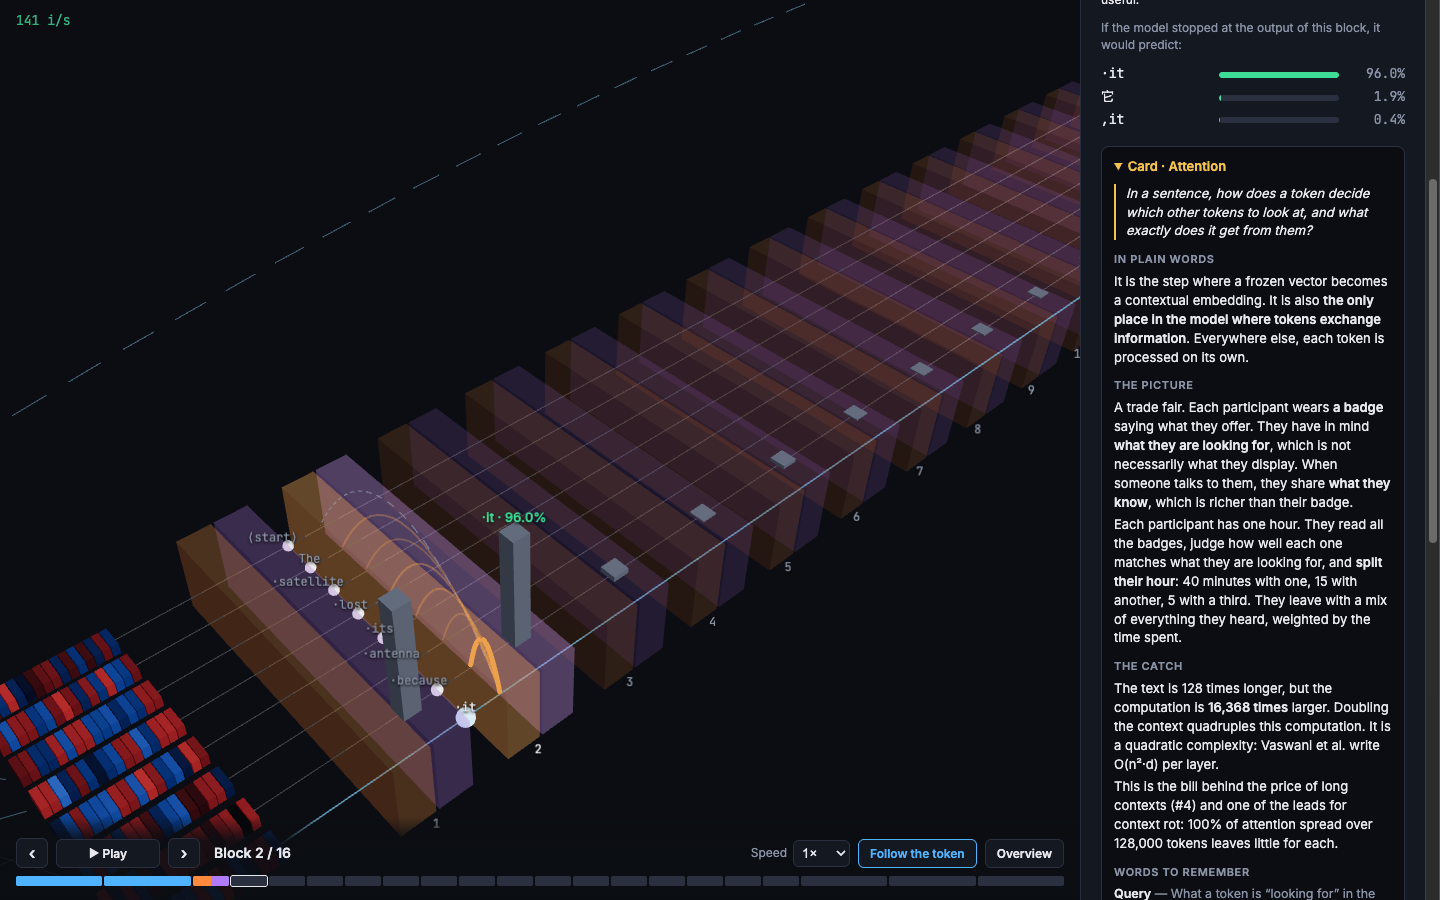 141 i/s
⟨start⟩
The
·satellite
·lost
·its
·antenna
·because
·it
·it · 96.0%
1
2
3
4
5
6
7
8
9
1
‹
▶ Play
›
Block 2 / 16
Speed
1×
Follow the token
Overview
useful.
If the model stopped at the output of this block, it
would predict:
·it 96.0%
它 1.9%
,it 0.4%
▼ Card · Attention
In a sentence, how does a token decide
which other tokens to look at, and what
exactly does it get from them?
IN PLAIN WORDS
It is the step where a frozen vector becomes
a contextual embedding. It is also the only
place in the model where tokens exchange
information. Everywhere else, each token is
processed on its own.
THE PICTURE
A trade fair. Each participant wears a badge
saying what they offer. They have in mind
what they are looking for, which is not
necessarily what they display. When
someone talks to them, they share what they
know, which is richer than their badge.
Each participant has one hour. They read all
the badges, judge how well each one
matches what they are looking for, and split
their hour: 40 minutes with one, 15 with
another, 5 with a third. They leave with a mix
of everything they heard, weighted by the
time spent.
THE CATCH
The text is 128 times longer, but the
computation is 16,368 times larger. Doubling
the context quadruples this computation. It is
a quadratic complexity: Vaswani et al. write
O(n²·d) per layer.
This is the bill behind the price of long
contexts (#4) and one of the leads for
context rot: 100% of attention spread over
128,000 tokens leaves little for each.
WORDS TO REMEMBER
Query — What a token is “looking for” in the